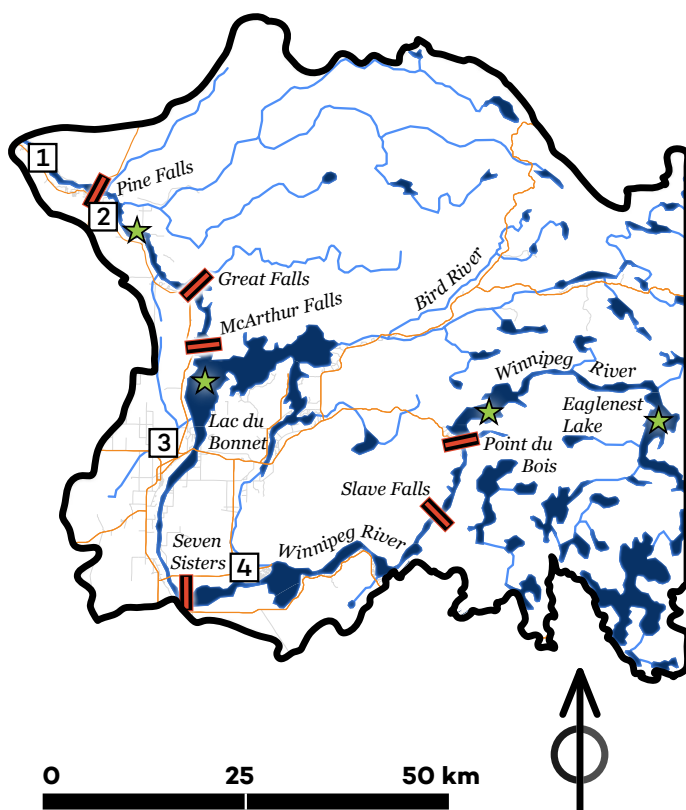 1
Pine Falls
2
Great Falls
McArthur Falls
Bird River
Winnipeg River
Eaglenest
Lake
Lac du
Bonnet
3
Point du
Bois
Slave Falls
Seven
Sisters
Winnipeg River
4
0 25 50 km